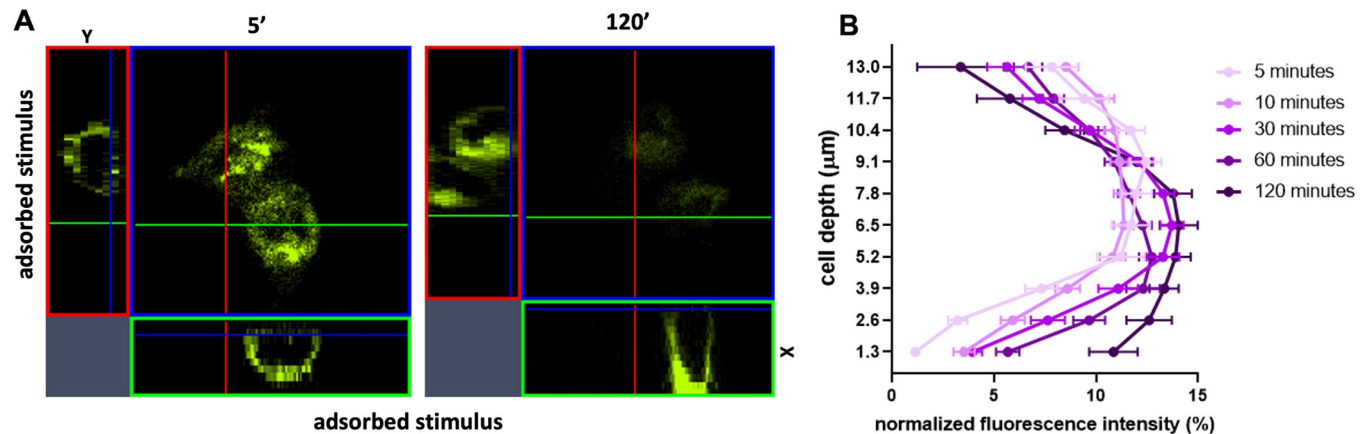 A
5’
120’
Y
adsorbed stimulus
X
adsorbed stimulus
B
cell depth (µm)
13.0
11.7
10.4
9.1
7.8
6.5
5.2
3.9
2.6
1.3
0
5
10
15
normalized fluorescence intensity (%)
5 minutes
10 minutes
30 minutes
60 minutes
120 minutes